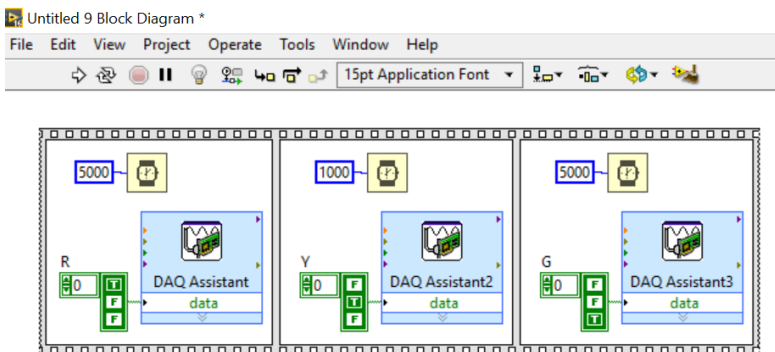 Untitled 9 Block Diagram *
File Edit View Project Operate Tools Window Help
15pt Application Font
5000 1000 5000
R Y G
DAQ Assistant DAQ Assistant2 DAQ Assistant3
0 T 0 F 0 F
data data data
F T F
F F T